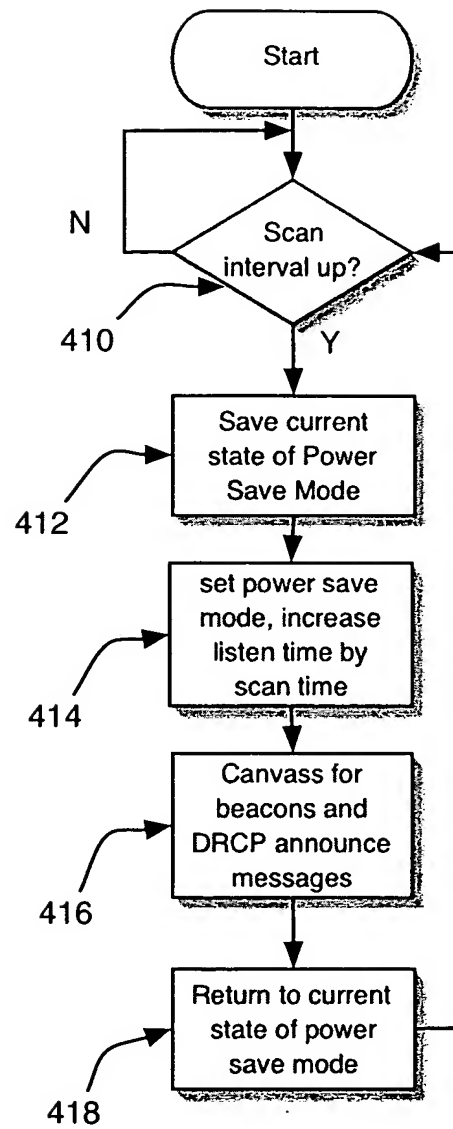 Start
N
Scan
interval up?
410
Y
Save current
state of Power
Save Mode
412
set power save
mode, increase
listen time by
scan time
414
Canvass for
beacons and
DRCP announce
messages
416
Return to current
state of power
save mode
418